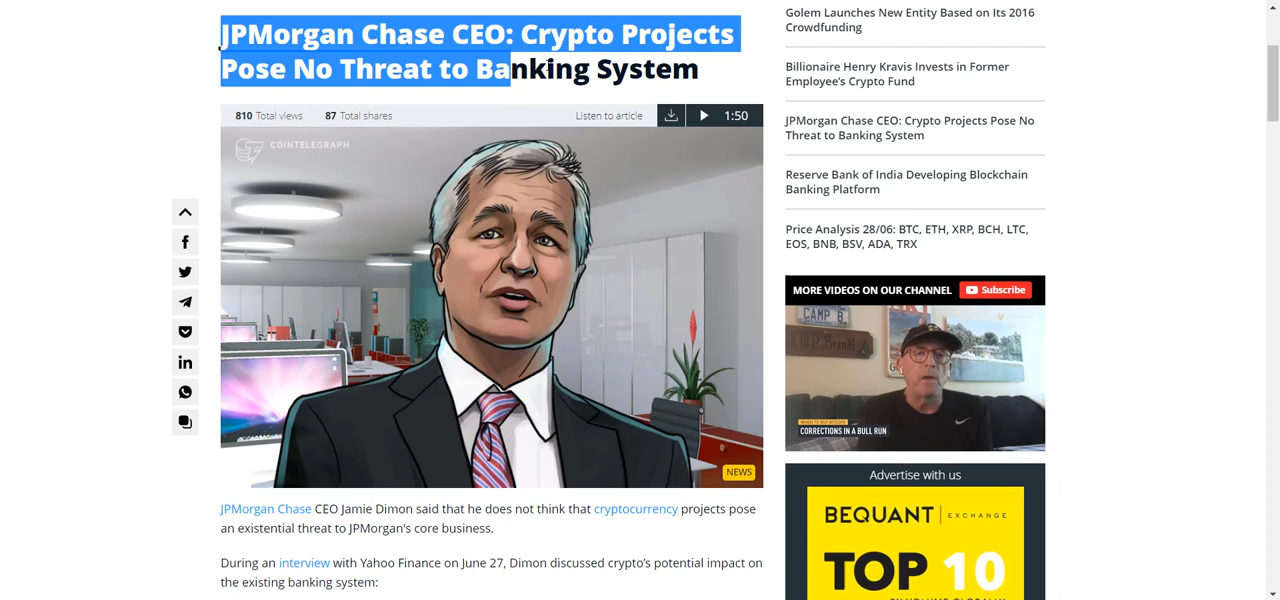 JPMorgan Chase CEO: Crypto Projects
Pose No Threat to Banking System
810 Total views 87 Total shares Listen to article 1:50
COINTELEGRAPH
NEWS
JPMorgan Chase CEO Jamie Dimon said that he does not think that cryptocurrency projects pose
an existential threat to JPMorgan's core business.
During an interview with Yahoo Finance on June 27, Dimon discussed crypto's potential impact on
the existing banking system:
Golem Launches New Entity Based on Its 2016
Crowdfunding
Billionaire Henry Kravis Invests in Former
Employee's Crypto Fund
JPMorgan Chase CEO: Crypto Projects Pose No
Threat to Banking System
Reserve Bank of India Developing Blockchain
Banking Platform
Price Analysis 28/06: BTC, ETH, XRP, BCH, LTC,
EOS, BNB, BSV, ADA, TRX
MORE VIDEOS ON OUR CHANNEL Subscribe
CAMP B
WHEN TO BUY BITCOIN
CORRECTIONS IN A BULL RUN
Advertise with us
BEQUANT EXCHANGE
TOP 10